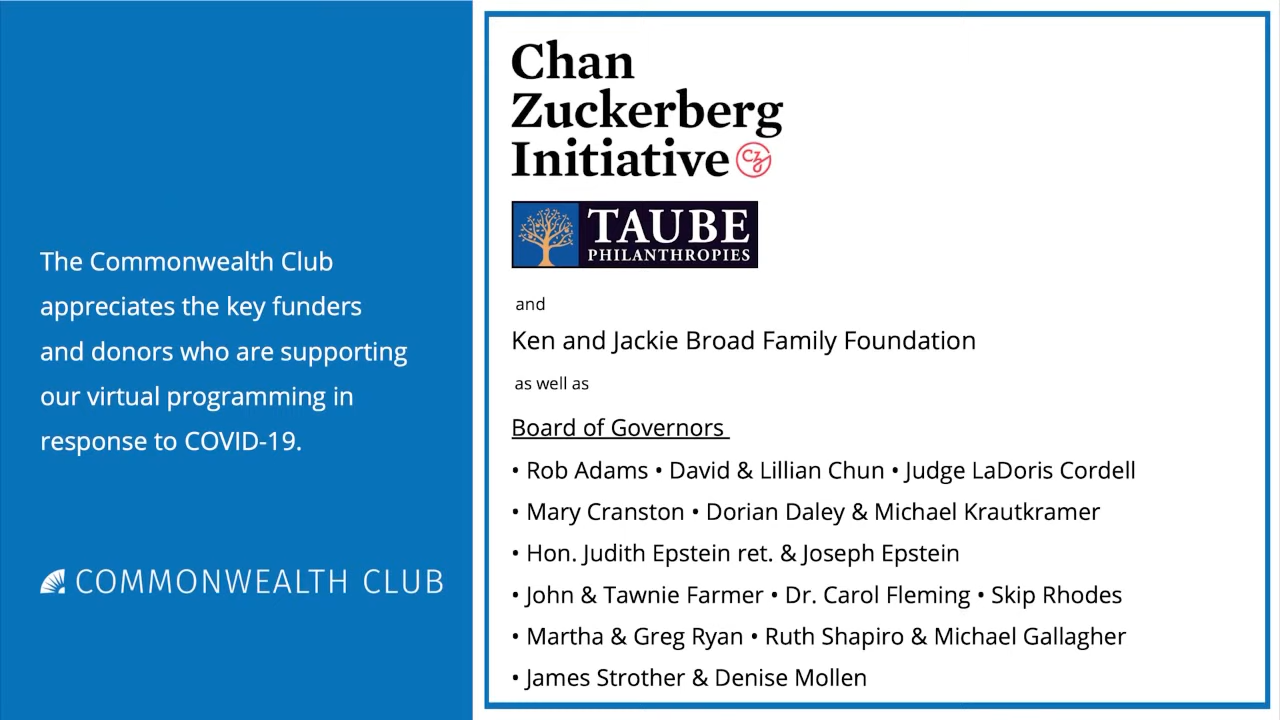 The Commonwealth Club
appreciates the key funders
and donors who are supporting
our virtual programming in
response to COVID-19.
COMMONWEALTH CLUB
Chan
Zuckerberg
Initiative
CZ
TAUBE
PHILANTHROPIES
and
Ken and Jackie Broad Family Foundation
as well as
Board of Governors
• Rob Adams • David & Lillian Chun • Judge LaDoris Cordell
• Mary Cranston • Dorian Daley & Michael Krautkramer
• Hon. Judith Epstein ret. & Joseph Epstein
• John & Tawnie Farmer • Dr. Carol Fleming • Skip Rhodes
• Martha & Greg Ryan • Ruth Shapiro & Michael Gallagher
• James Strother & Denise Mollen